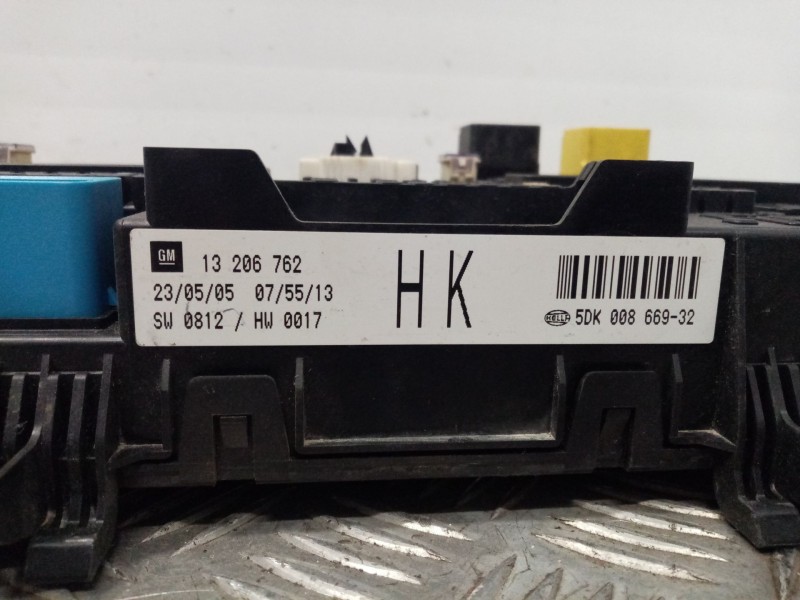 GM 13 206 762
23/05/05 07/55/13
SW 0812 / HW 0017
HK
HELLA 5DK 008 669-32